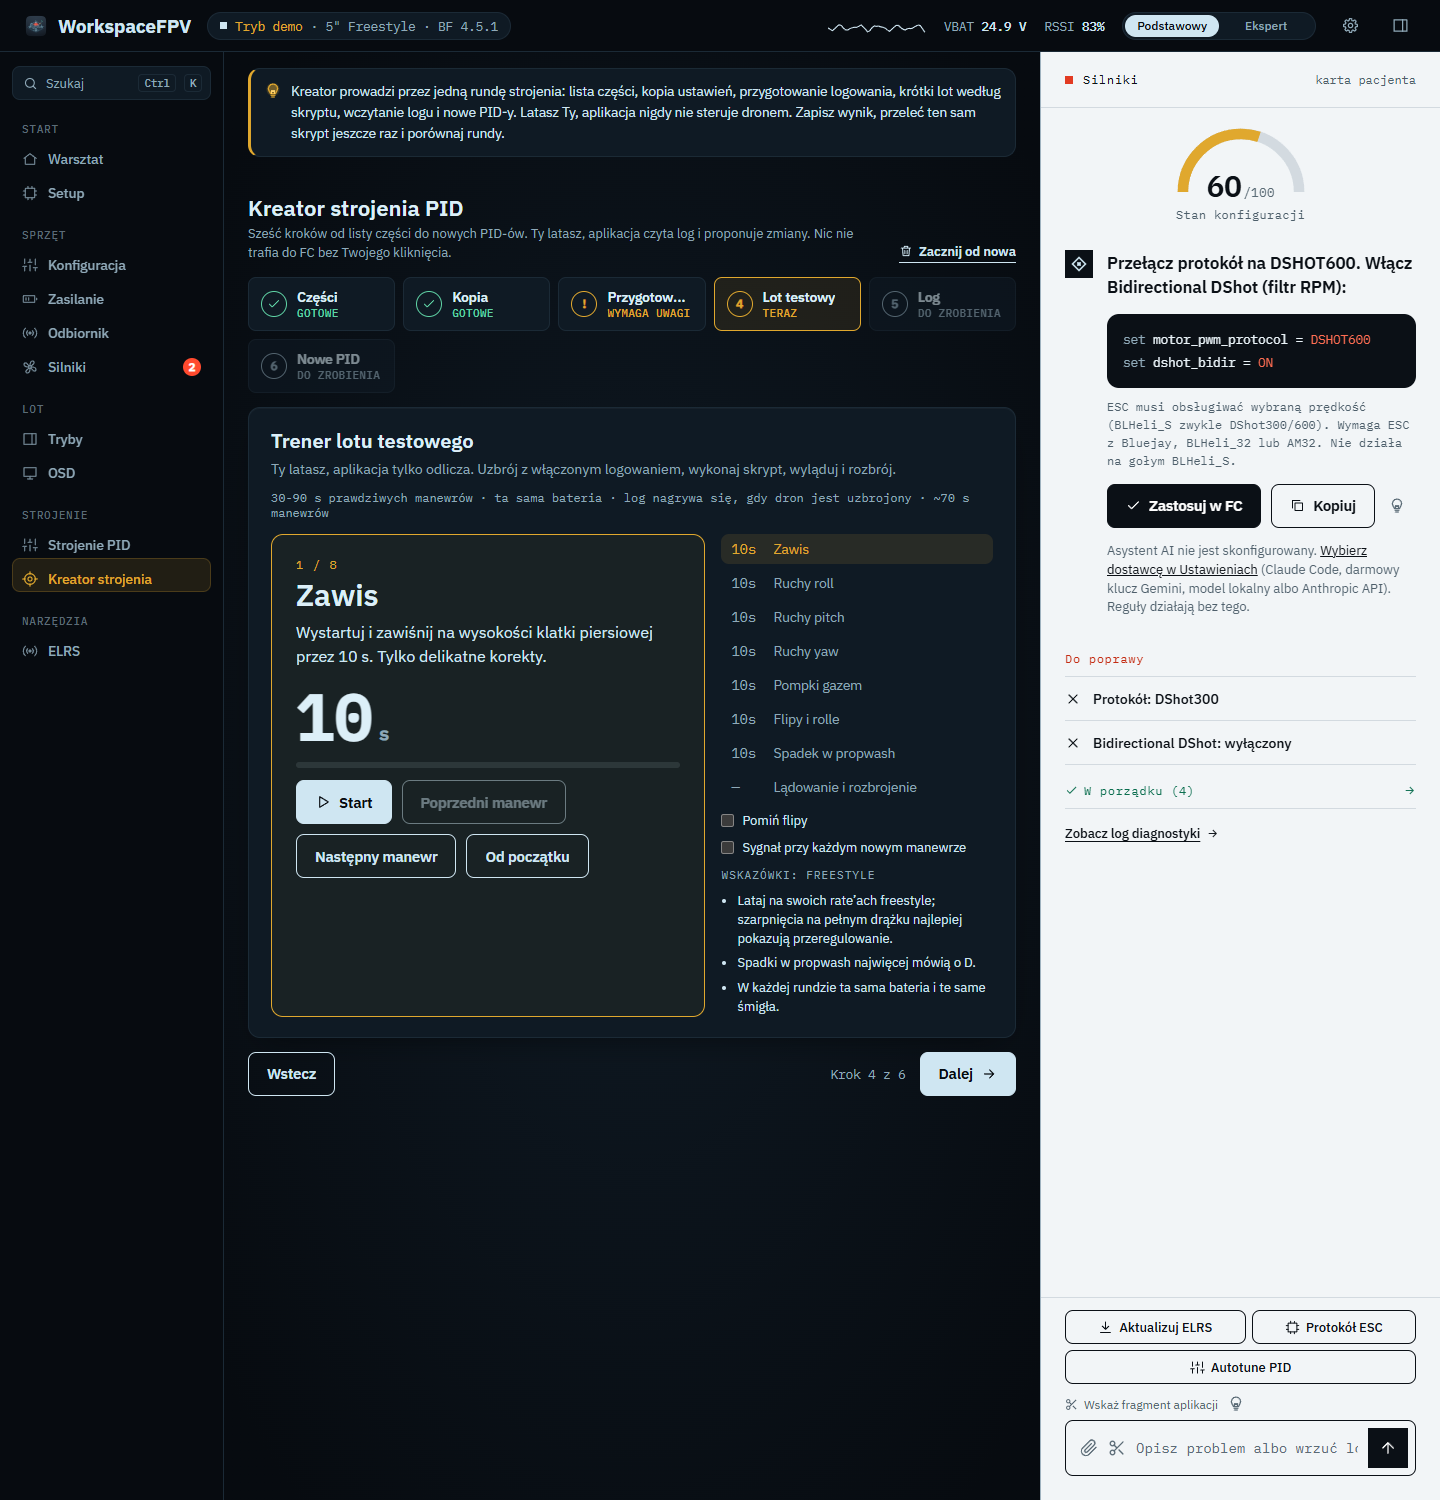 WorkspaceFPV
Tryb demo · 5" Freestyle · BF 4.5.1
VBAT 24.9 V
RSSI 83%
Podstawowy
Ekspert
Szukaj
Ctrl K
START
Warsztat
Setup
SPRZĘT
Konfiguracja
Zasilanie
Odbiornik
Silniki 2
LOT
Tryby
OSD
STROJENIE
Strojenie PID
Kreator strojenia
NARZĘDZIA
ELRS
Kreator prowadzi przez jedną rundę strojenia: lista części, kopia ustawień, przygotowanie logowania, krótki lot według
skryptu, wczytanie logu i nowe PID-y. Latasz Ty, aplikacja nigdy nie steruje dronem. Zapisz wynik, przeleć ten sam
skrypt jeszcze raz i porównaj rundy.
Kreator strojenia PID
Sześć kroków od listy części do nowych PID-ów. Ty latasz, aplikacja czyta log i proponuje zmiany. Nic nie
trafia do FC bez Twojego kliknięcia.
Zacznij od nowa
Części
GOTOWE
Kopia
GOTOWE
! Przygotow...
WYMAGA UWAGI
4 Lot testowy
TERAZ
5 Log
DO ZROBIENIA
6 Nowe PID
DO ZROBIENIA
Trener lotu testowego
Ty latasz, aplikacja tylko odlicza. Uzbrój z włączonym logowaniem, wykonaj skrypt, wyląduj i rozbrój.
30-90 s prawdziwych manewrów · ta sama bateria · log nagrywa się, gdy dron jest uzbrojony · ~70 s
manewrów
1 / 8
Zawis
Wystartuj i zawiśnij na wysokości klatki piersiowej
przez 10 s. Tylko delikatne korekty.
10 s
Start
Poprzedni manewr
Następny manewr
Od początku
10s Zawis
10s Ruchy roll
10s Ruchy pitch
10s Ruchy yaw
10s Pompki gazem
10s Flipy i rolle
10s Spadek w propwash
— Lądowanie i rozbrojenie
Pomiń flipy
Sygnał przy każdym nowym manewrze
WSKAZÓWKI: FREESTYLE
• Lataj na swoich rate’ach freestyle;
szarpnięcia na pełnym drążku najlepiej
pokazują przeregulowanie.
• Spadki w propwash najwięcej mówią o D.
• W każdej rundzie ta sama bateria i te same
śmigła.
Wstecz
Krok 4 z 6
Dalej
Silniki
karta pacjenta
60/100
Stan konfiguracji
Przełącz protokół na DSHOT600. Włącz
Bidirectional DShot (filtr RPM):
set motor_pwm_protocol = DSHOT600
set dshot_bidir = ON
ESC musi obsługiwać wybraną prędkość
(BLHeli_S zwykle DShot300/600). Wymaga ESC
z Bluejay, BLHeli_32 lub AM32. Nie działa
na gołym BLHeli_S.
Zastosuj w FC
Kopiuj
Asystent AI nie jest skonfigurowany. Wybierz
dostawcę w Ustawieniach (Claude Code, darmowy
klucz Gemini, model lokalny albo Anthropic API).
Reguły działają bez tego.
Do poprawy
Protokół: DShot300
Bidirectional DShot: wyłączony
W porządku (4)
Zobacz log diagnostyki
Aktualizuj ELRS
Protokół ESC
Autotune PID
Wskaż fragment aplikacji
Opisz problem albo wrzuć lo